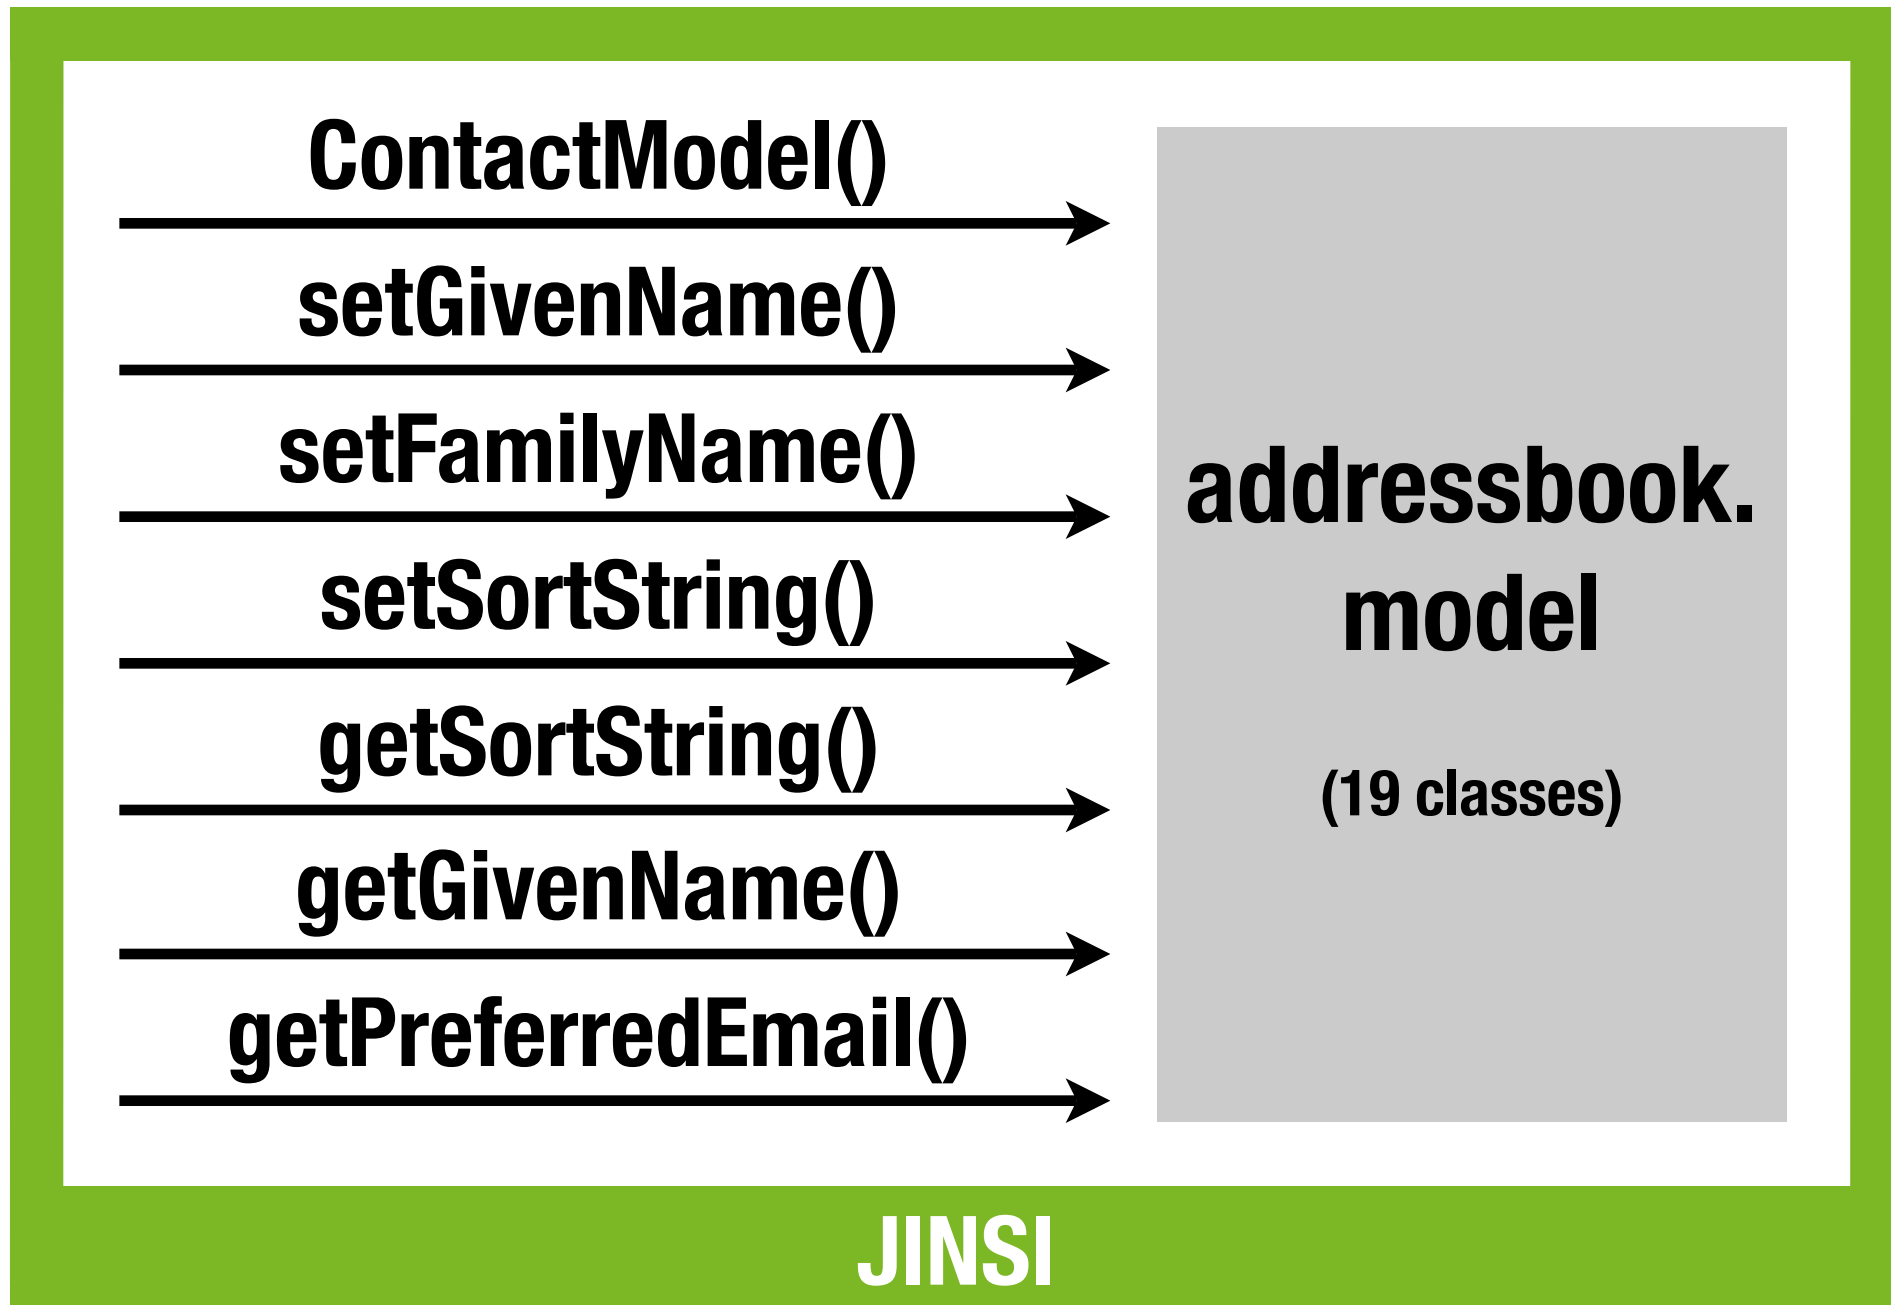 ContactModel()
setGivenName()
setFamilyName()
setSortString()
getSortString()
getGivenName()
getPreferredEmail()
addressbook.
model
(19 classes)
JINSI